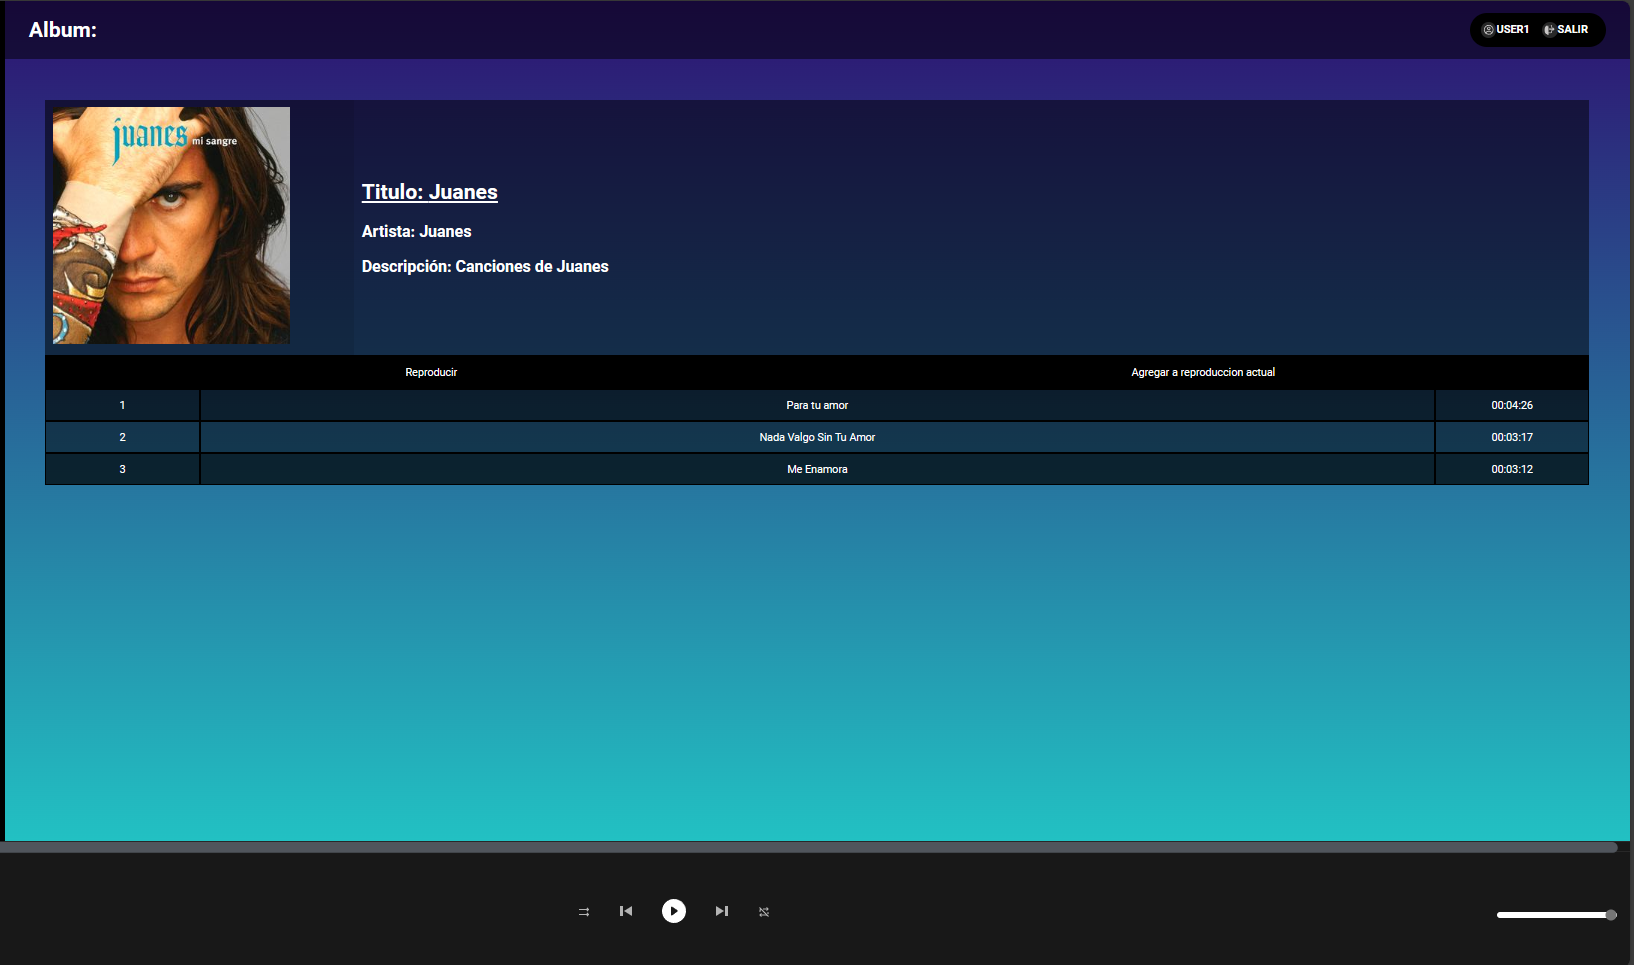 Album:
USER1 SALIR
juanes mi sangre
Titulo: Juanes
Artista: Juanes
Descripción: Canciones de Juanes
Reproducir Agregar a reproduccion actual
1 Para tu amor 00:04:26
2 Nada Valgo Sin Tu Amor 00:03:17
3 Me Enamora 00:03:12